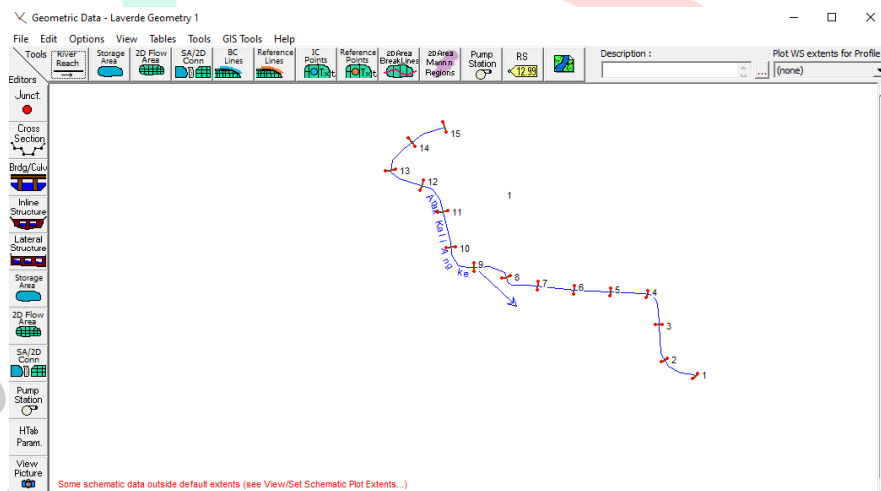 Geometric Data - Laverde Geometry 1
File Edit Options View Tables Tools GIS Tools Help
Tools
Editors
River
Reach
Storage
Area
2D Flow
Area
SA/2D
Conn
BC
Lines
Reference
Lines
IC
Points
Reference
Points
2D Area
BreakLines
2D Area
Mann n
Regions
Pump
Station
RS
12.99
Description :
...
Plot WS extents for Profile
(none)
Junct.
Cross
Section
Brdg/Culv
Inline
Structure
Lateral
Structure
Storage
Area
2D Flow
Area
SA/2D
Conn
Pump
Station
HTab
Param.
View
Picture
15
14
13
12
1
11
10
9
8
7
6
5
4
3
2
1
Some schematic data outside default extents (see View/Set Schematic Plot Extents...)